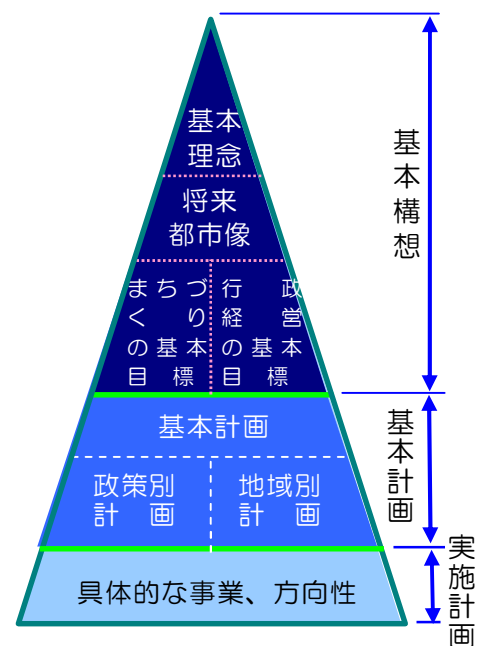 基本
理念
将来
都市像
まちづ
くり
の基本
目標
行政
経営
の基本
目標
基本計画
政策別
計画
地域別
計画
具体的な事業、方向性
基本構想
基本計画
実施計画